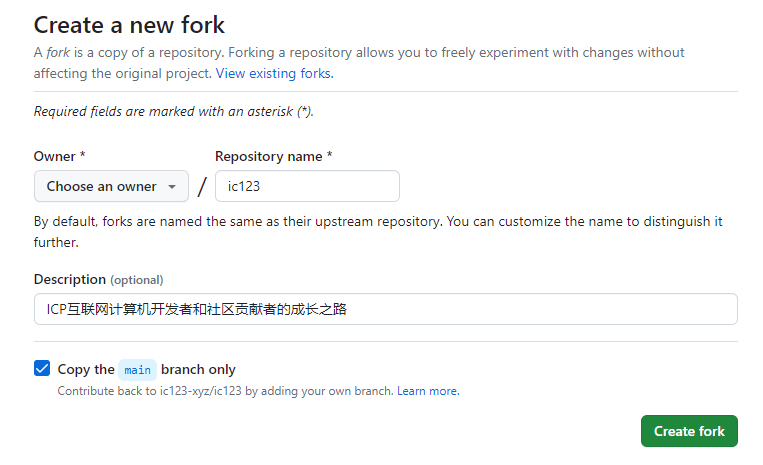 Create a new fork
A fork is a copy of a repository. Forking a repository allows you to freely experiment with changes without
affecting the original project. View existing forks.
Required fields are marked with an asterisk (*).
Owner * Repository name *
Choose an owner / ic123
By default, forks are named the same as their upstream repository. You can customize the name to distinguish it
further.
Description (optional)
ICP互联网计算机开发者和社区贡献者的成长之路
Copy the main branch only
Contribute back to ic123-xyz/ic123 by adding your own branch. Learn more.
Create fork